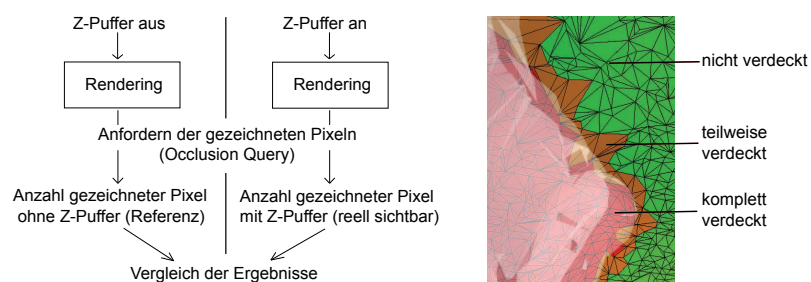 Z-Puffer aus
Z-Puffer an
Rendering
Rendering
Anfordern der gezeichneten Pixeln
(Occlusion Query)
Anzahl gezeichneter Pixel
ohne Z-Puffer (Referenz)
Anzahl gezeichneter Pixel
mit Z-Puffer (reell sichtbar)
Vergleich der Ergebnisse
nicht verdeckt
teilweise
verdeckt
komplett
verdeckt